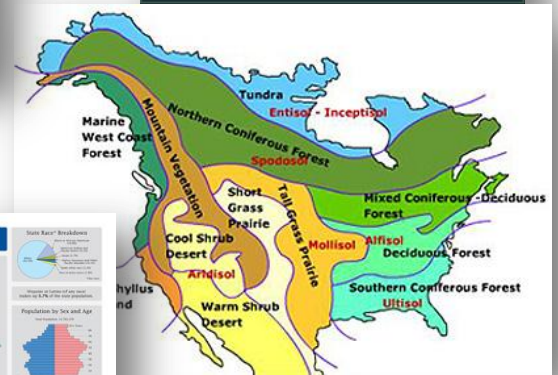 Tundra
Entisol - Inceptisol
Marine
West Coast
Forest
Mountain Vegetation
Northern Coniferous Forest
Spodosol
Short
Grass
Prairie
Tall Grass Prairie
Mixed Coniferous-Deciduous
Forest
Cool Shrub
Desert
Mollisol
Alfisol
Deciduous Forest
Aridisol
Southern Coniferous Forest
Ultisol
Warm Shrub
Desert
phyllus
nd
State Race* Breakdown
Population by Sex and Age